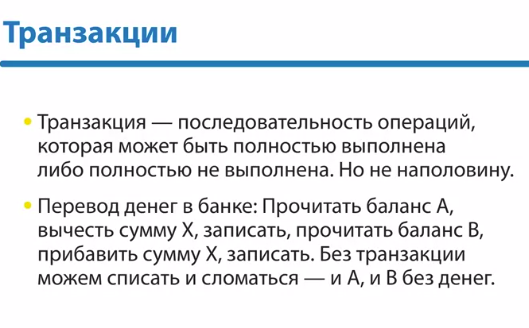 Транзакции
• Транзакция — последовательность операций,
которая может быть полностью выполнена
либо полностью не выполнена. Но не наполовину.
• Перевод денег в банке: Прочитать баланс А,
вычесть сумму X, записать, прочитать баланс B,
прибавить сумму X, записать. Без транзакции
можем списать и сломаться — и А, и B без денег.